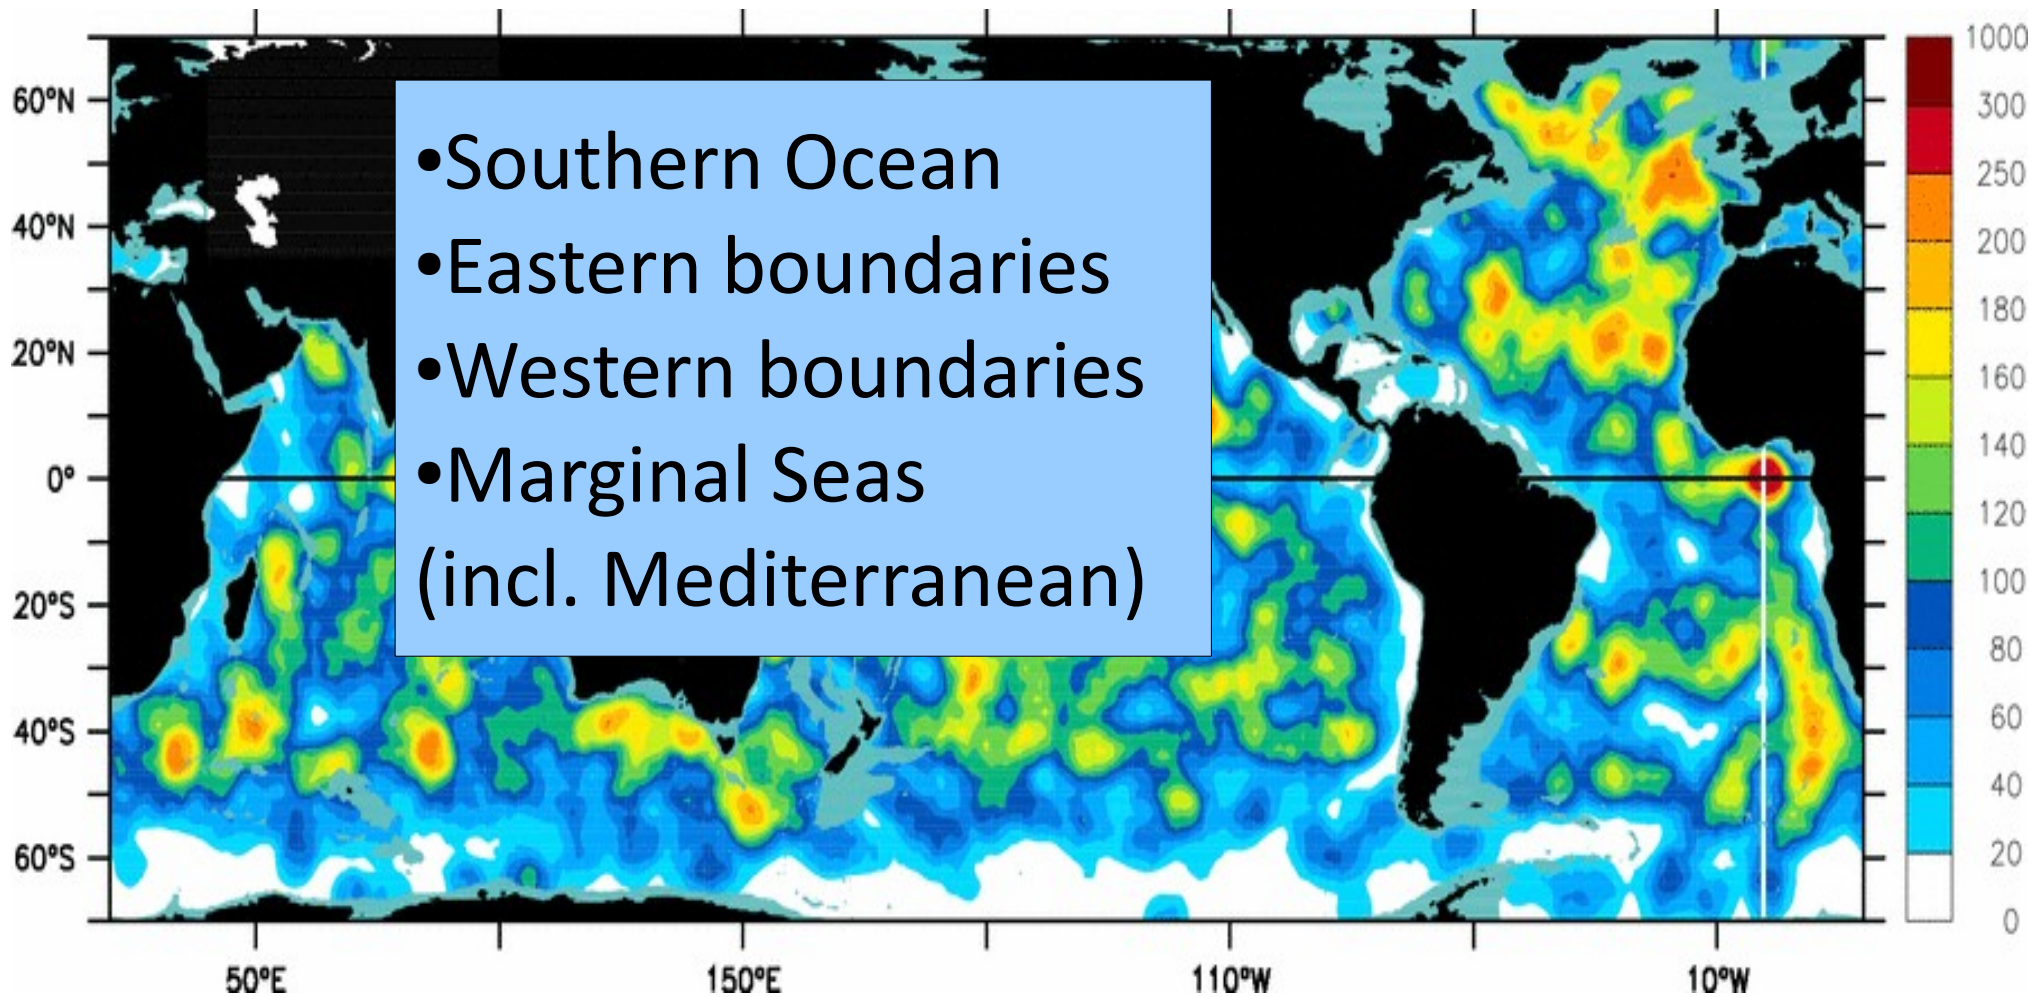 •Southern Ocean
•Eastern boundaries
•Western boundaries
•Marginal Seas
(incl. Mediterranean)
60°N
40°N
20°N
0°
20°S
40°S
60°S
50°E
150°E
110°W
10°W
1000
300
250
200
180
160
140
120
100
80
60
40
20
0